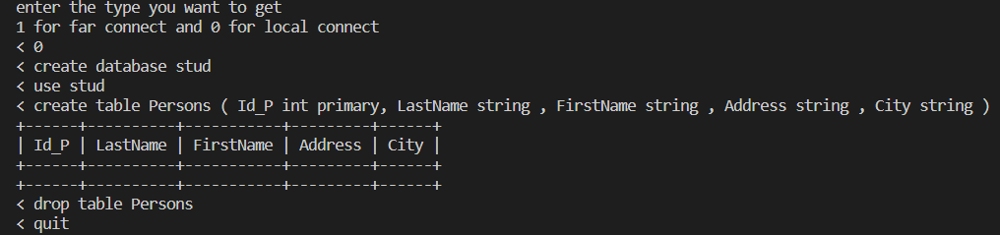 enter the type you want to get
1 for far connect and 0 for local connect
< 0
< create database stud
< use stud
< create table Persons ( Id_P int primary, LastName string , FirstName string , Address string , City string )
+------+----------+-----------+---------+------+
| Id_P | LastName | FirstName | Address | City |
+------+----------+-----------+---------+------+
+------+----------+-----------+---------+------+
< drop table Persons
< quit